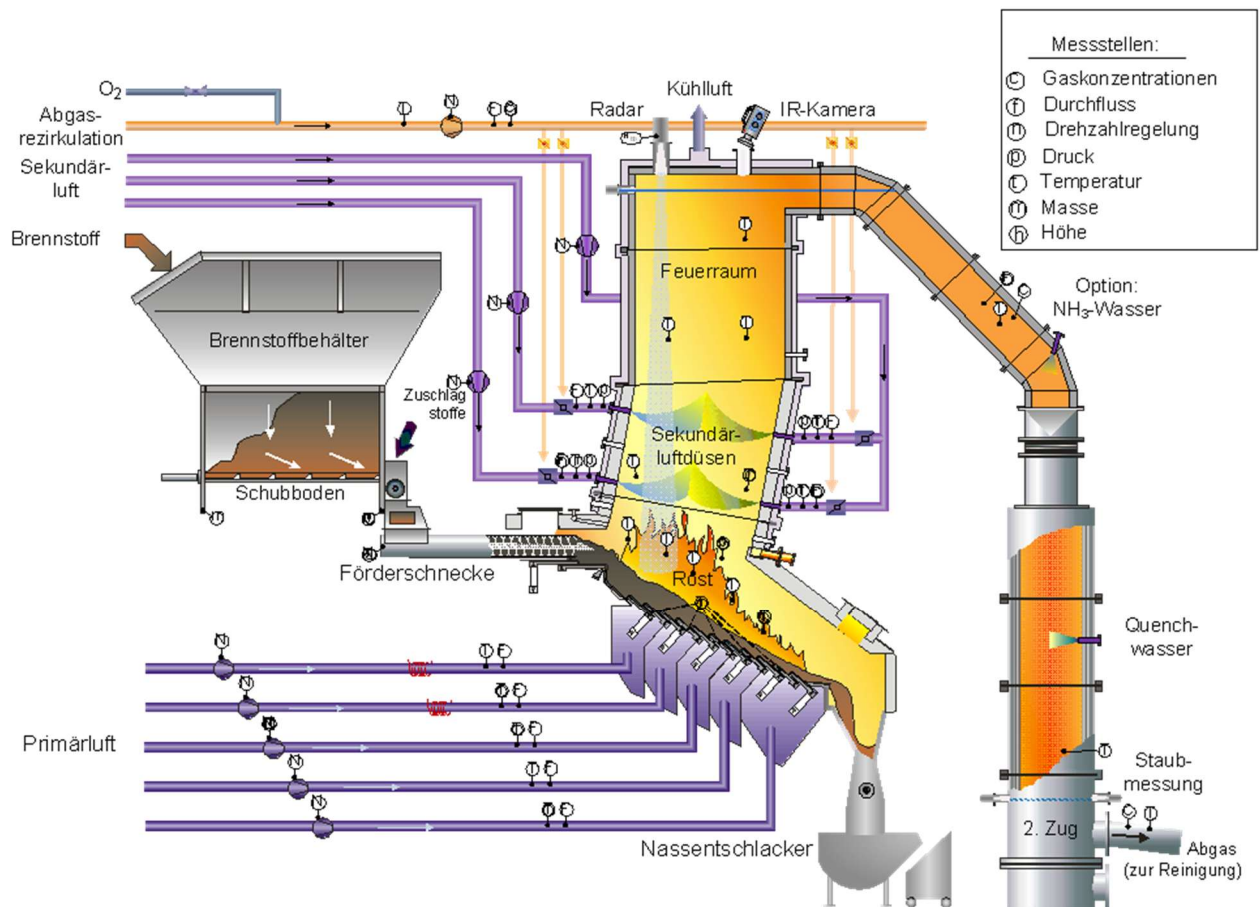 Messstellen:
C Gaskonzentrationen
f Durchfluss
n Drehzahlregelung
p Druck
t Temperatur
m Masse
h Höhe
O₂
Abgas-
rezirkulation
Sekundär-
luft
Brennstoff
Radar
Kühlluft
IR-Kamera
Feuerraum
Option:
NH₃-Wasser
Brennstoffbehälter
Zuschlag
stoffe
Sekundär-
luftdüsen
Schubboden
Förderschnecke
Rost
Quench-
wasser
Primärluft
Staub-
messung
2. Zug
Nassentschlacker
Abgas
(zur Reinigung)